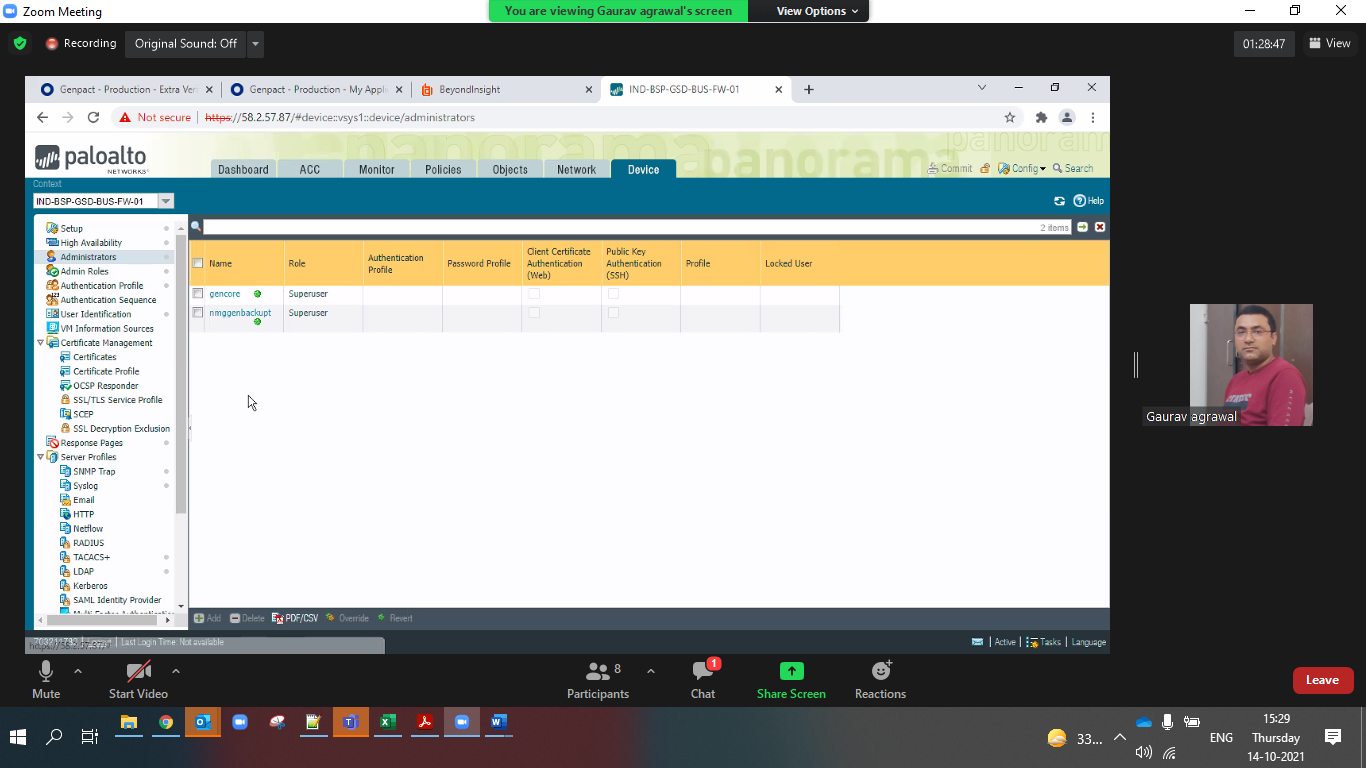 Zoom Meeting
You are viewing Gaurav agrawal's screen
View Options
Recording
Original Sound: Off
01:28:47
View
Genpact - Production - Extra Ver
Genpact - Production - My Appl
BeyondInsight
IND-BSP-GSD-BUS-FW-01
Not secure
https://58.2.57.87/#device:vsys1::device/administrators
paloalto
NETWORKS
panorama
Dashboard
ACC
Monitor
Policies
Objects
Network
Device
Commit
Config
Search
Context
IND-BSP-GSD-BUS-FW-01
Help
2 items
Setup
High Availability
Administrators
Admin Roles
Authentication Profile
Authentication Sequence
User Identification
VM Information Sources
Certificate Management
Certificates
Certificate Profile
OCSP Responder
SSL/TLS Service Profile
SCEP
SSL Decryption Exclusion
Response Pages
Server Profiles
SNMP Trap
Syslog
Email
HTTP
Netflow
RADIUS
TACACS+
LDAP
Kerberos
SAML Identity Provider
Name
Role
Authentication Profile
Password Profile
Client Certificate Authentication (Web)
Public Key Authentication (SSH)
Profile
Locked User
gencore
Superuser
nmggenbackupt
Superuser
Add
Delete
PDF/CSV
Override
Revert
Last Login Time: Not available
Active
Tasks
Language
Gaurav agrawal
Mute
Start Video
Participants
8
Chat
1
Share Screen
Reactions
Leave
33...
ENG
15:29
Thursday
14-10-2021